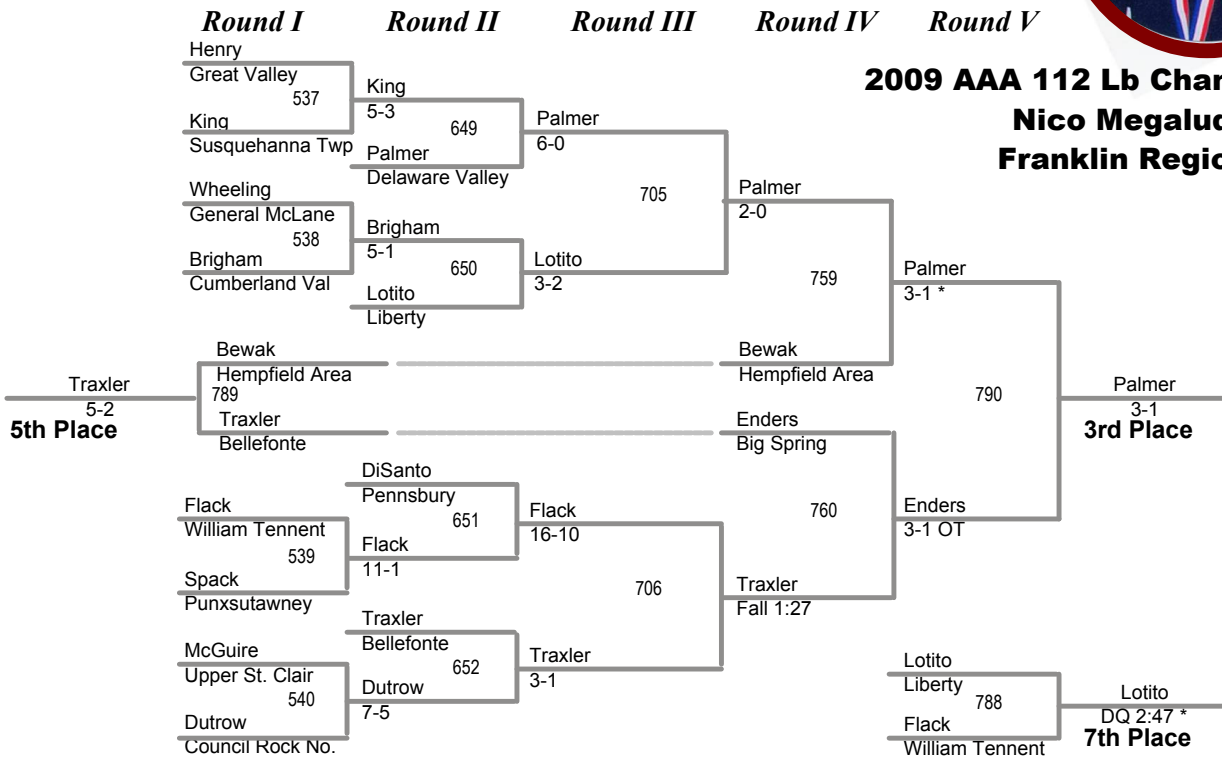 Round I Round II Round III Round IV Round V
2009 AAA 112 Lb Cham
Nico Megalud
Franklin Regio
Henry
Great Valley
537
King
Susquehanna Twp
King
5-3
649
Palmer
Delaware Valley
Palmer
6-0
Wheeling
General McLane
538
Brigham
Cumberland Val
Brigham
5-1
650
Lotito
Liberty
Lotito
3-2
705
Palmer
2-0
759
Bewak
Hempfield Area
Palmer
3-1 *
Bewak
Hempfield Area
789
Traxler
Bellefonte
Traxler
5-2
5th Place
Enders
Big Spring
760
Enders
3-1 OT
790
Palmer
3-1
3rd Place
DiSanto
Pennsbury
651
Flack
William Tennent
539
Spack
Punxsutawney
Flack
11-1
Flack
16-10
706
Traxler
Fall 1:27
Traxler
Bellefonte
652
McGuire
Upper St. Clair
540
Dutrow
Council Rock No.
Dutrow
7-5
Traxler
3-1
Lotito
Liberty
788
Flack
William Tennent
Lotito
DQ 2:47 *
7th Place